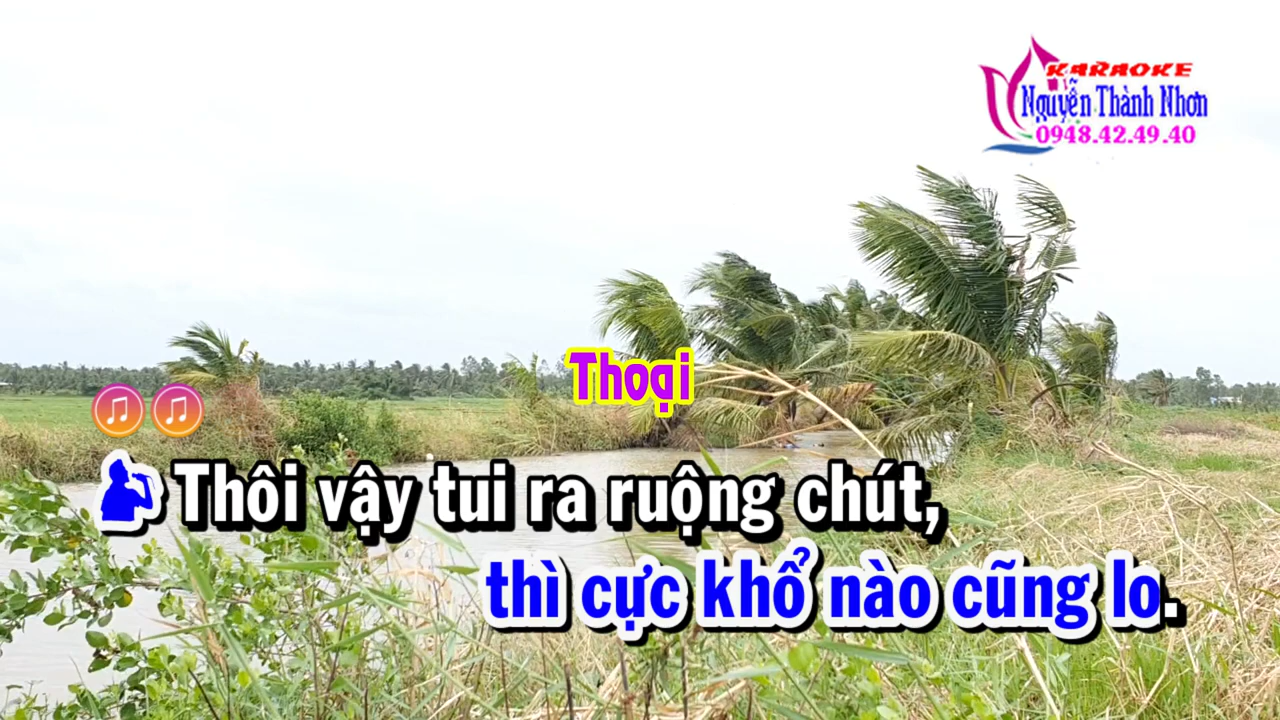 KARAOKE
Nguyễn Thành Nhơn
0948.42.49.40
Thoại
Thôi vậy tui ra ruộng chút,
thì cực khổ nào cũng lo.